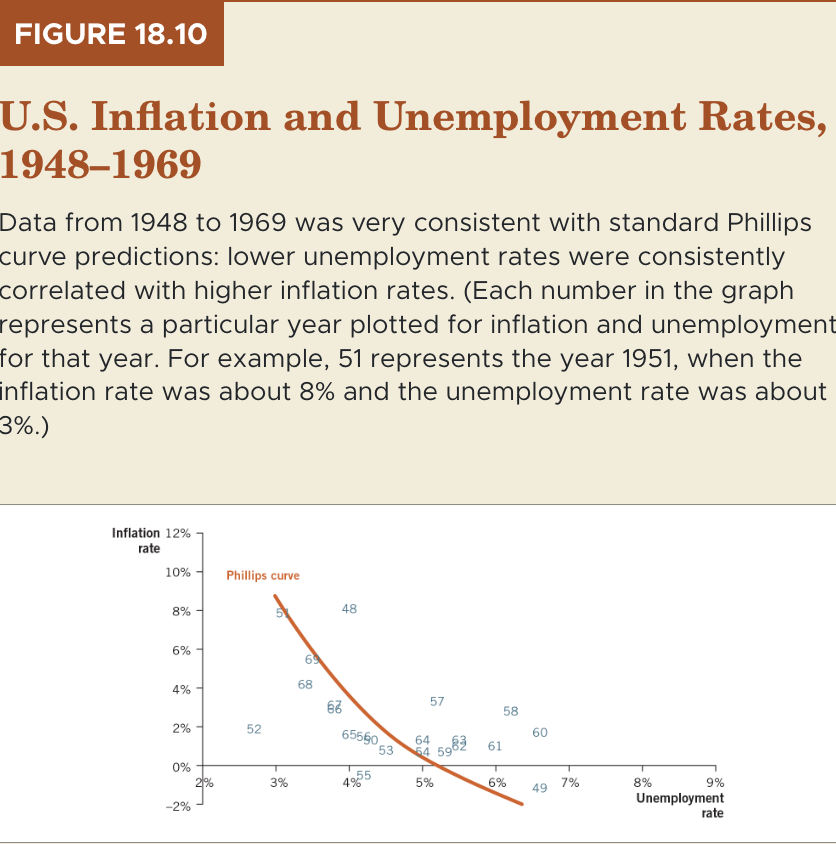 FIGURE 18.10
U.S. Inflation and Unemployment Rates,
1948–1969
Data from 1948 to 1969 was very consistent with standard Phillips
curve predictions: lower unemployment rates were consistently
correlated with higher inflation rates. (Each number in the graph
represents a particular year plotted for inflation and unemployment
for that year. For example, 51 represents the year 1951, when the
inflation rate was about 8% and the unemployment rate was about
3%.)
Inflation 12%
rate
10%
Phillips curve
8%
51 48
6%
69
4%
68
67
66
57
58
2%
52
60
65 56 50 64 63
62 61
53 54 59
0%
55
2% 3% 4% 5% 6% 7% 8% 9%
49
–2%
Unemployment
rate